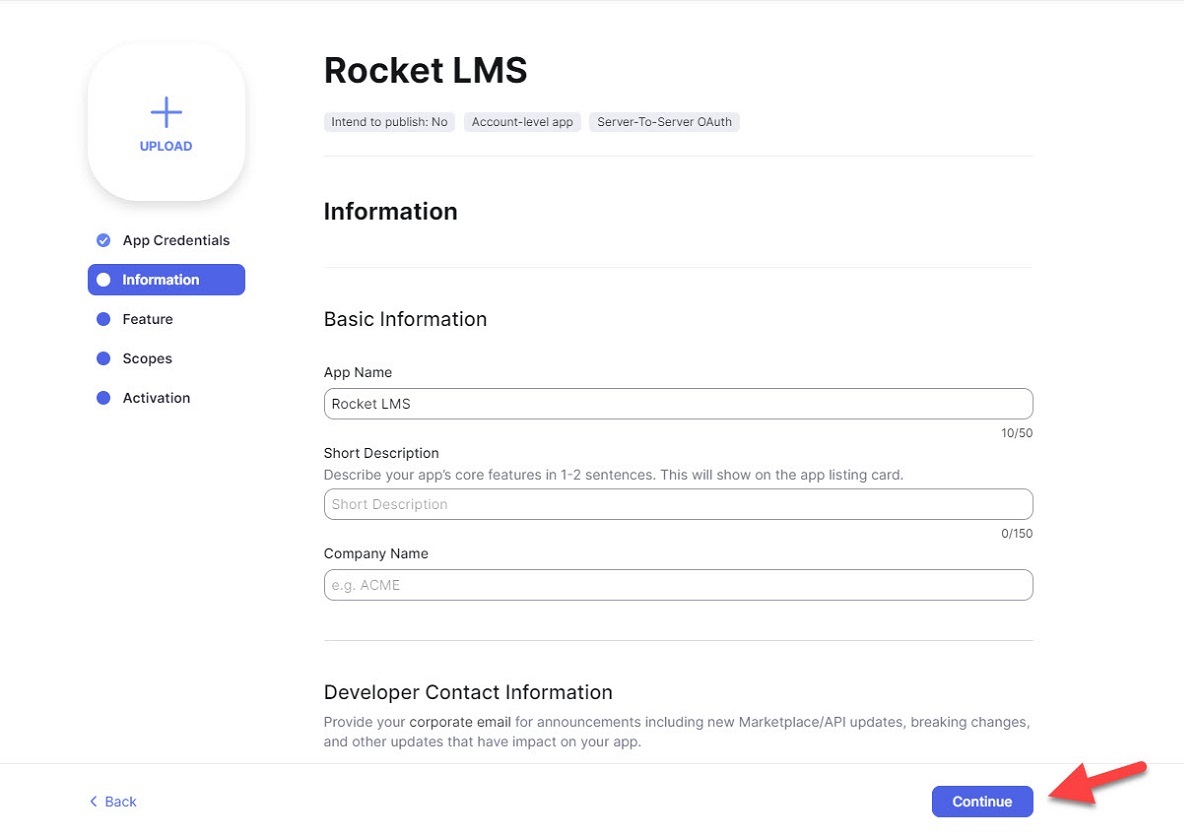 Rocket LMS
UPLOAD
Intend to publish: No
Account-level app
Server-To-Server OAuth
Information
App Credentials
Information
Feature
Scopes
Activation
Basic Information
App Name
Rocket LMS
10/50
Short Description
Describe your app's core features in 1-2 sentences. This will show on the app listing card.
Short Description
0/150
Company Name
e.g. ACME
Developer Contact Information
Provide your corporate email for announcements including new Marketplace/API updates, breaking changes,
and other updates that have impact on your app.
Back
Continue